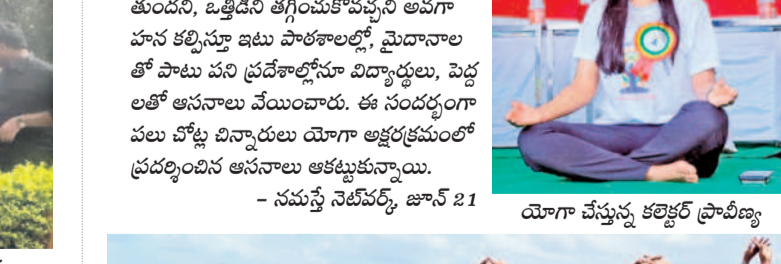 తుందని, ఒత్తిడిని తగ్గించుకోవచ్చని అవగా
హన కల్పిస్తూ ఇటు పాఠశాలల్లో, మైదానాల
తో పాటు పని ప్రదేశాల్లోనూ విద్యార్థులు, పెద్ద
లతో ఆసనాలు వేయించారు. ఈ సందర్భంగా
పలు చోట్ల చిన్నారులు యోగా అక్షరక్రమంలో
ప్రదర్శించిన ఆసనాలు ఆకట్టుకున్నాయి.
– నమస్తే నెట్‌వర్క్, జూన్ 21
యోగా చేస్తున్న కలెక్టర్ ప్రావీణ్య